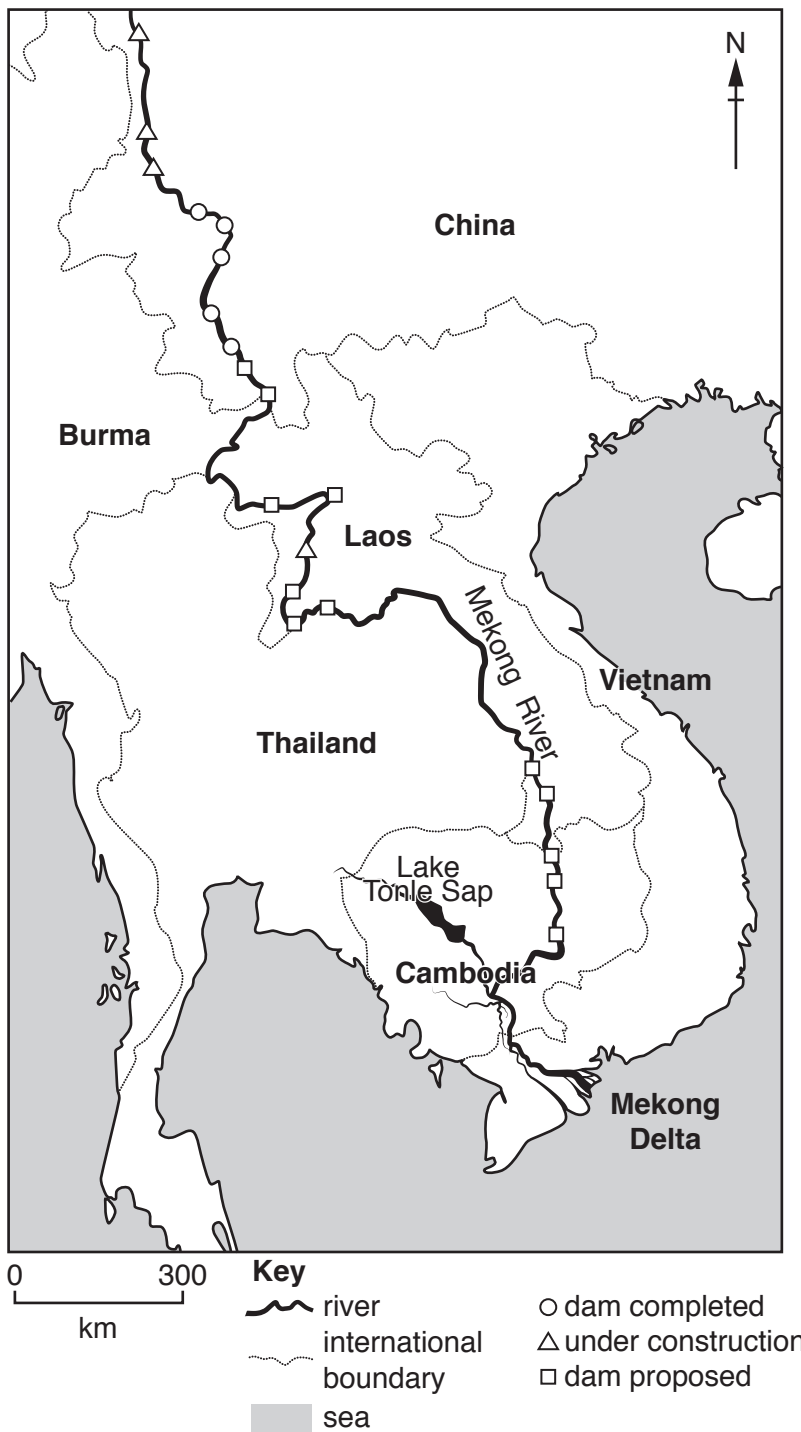 N
China
Burma
Laos
Mekong River
Vietnam
Thailand
Lake
Tonle Sap
Cambodia
Mekong
Delta
0 300
km
Key
river
international
boundary
sea
dam completed
under construction
dam proposed